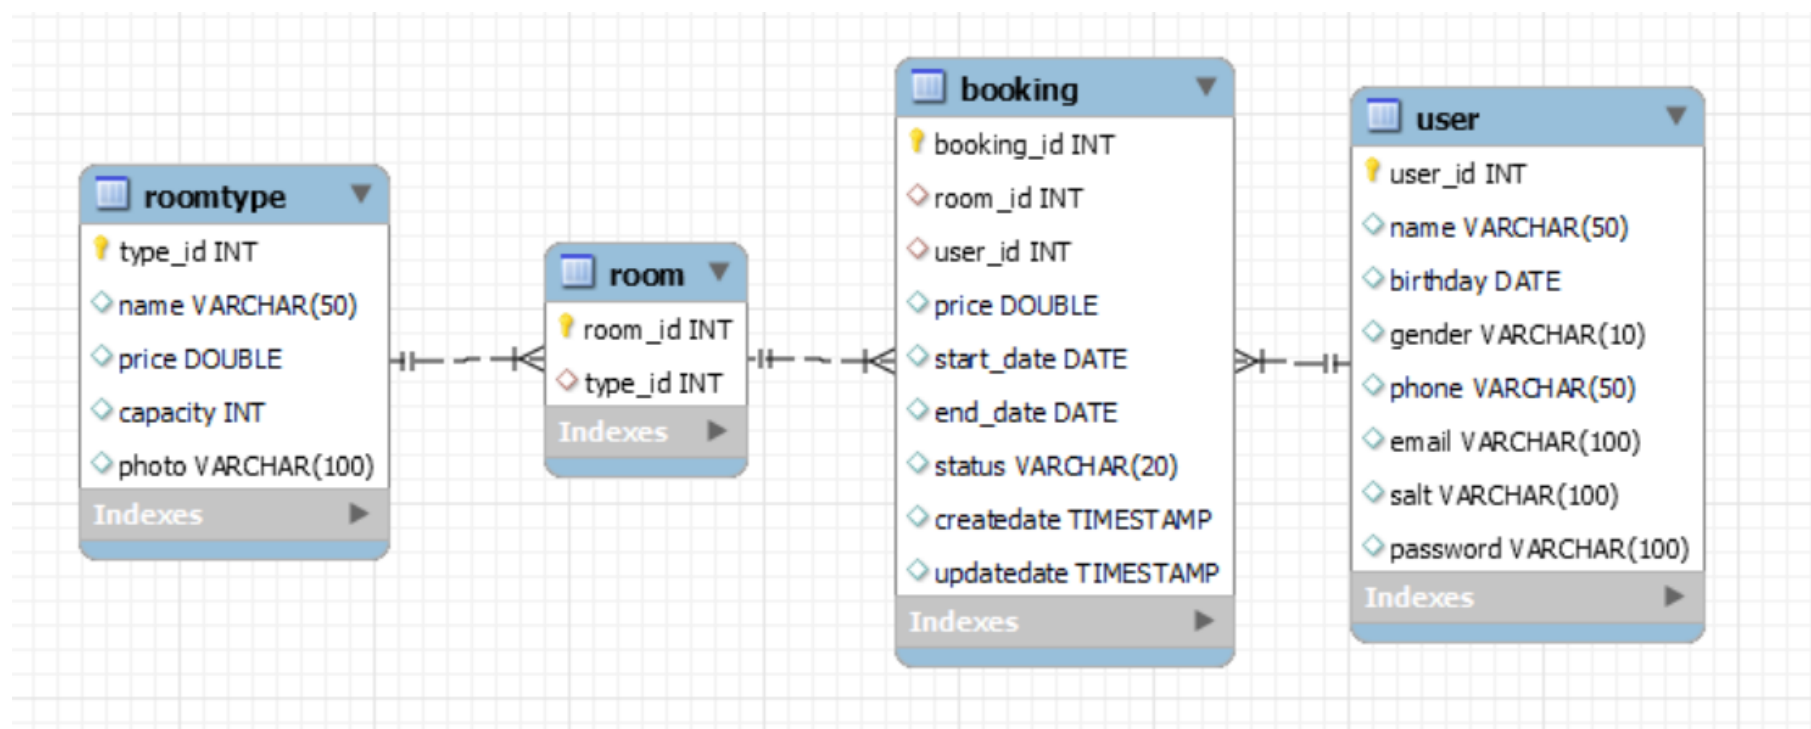 roomtype
type_id INT
name VARCHAR(50)
price DOUBLE
capacity INT
photo VARCHAR(100)
Indexes
room
room_id INT
type_id INT
Indexes
booking
booking_id INT
room_id INT
user_id INT
price DOUBLE
start_date DATE
end_date DATE
status VARCHAR(20)
createdate TIMESTAMP
updatedate TIMESTAMP
Indexes
user
user_id INT
name VARCHAR(50)
birthday DATE
gender VARCHAR(10)
phone VARCHAR(50)
email VARCHAR(100)
salt VARCHAR(100)
password VARCHAR(100)
Indexes